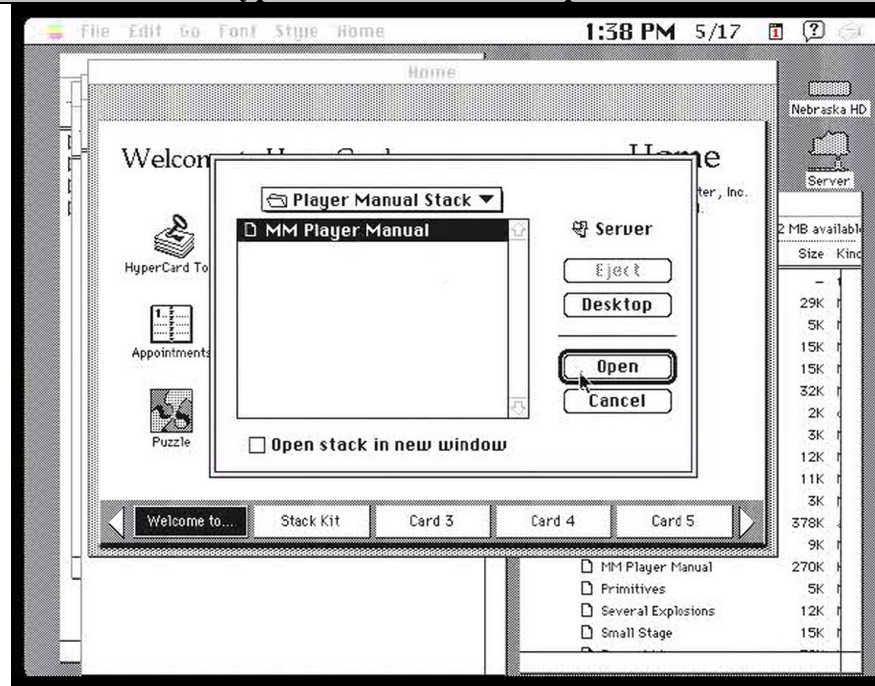 File Edit Go Font Style Home
1:38 PM 5/17
Home
Nebraska HD
Server
Home
ter, Inc.
Player Manual Stack
MM Player Manual
Server
Eject
Desktop
Open
Cancel
Open stack in new window
HyperCard To
Appointments
Puzzle
Welcome to...
Stack Kit
Card 3
Card 4
Card 5
2 MB availabl
Size
– 
29K
5K
15K
15K
32K
2K
3K
12K
11K
3K
378K
9K
MM Player Manual 270K
Primitives 5K
Several Explosions 12K
Small Stage 15K